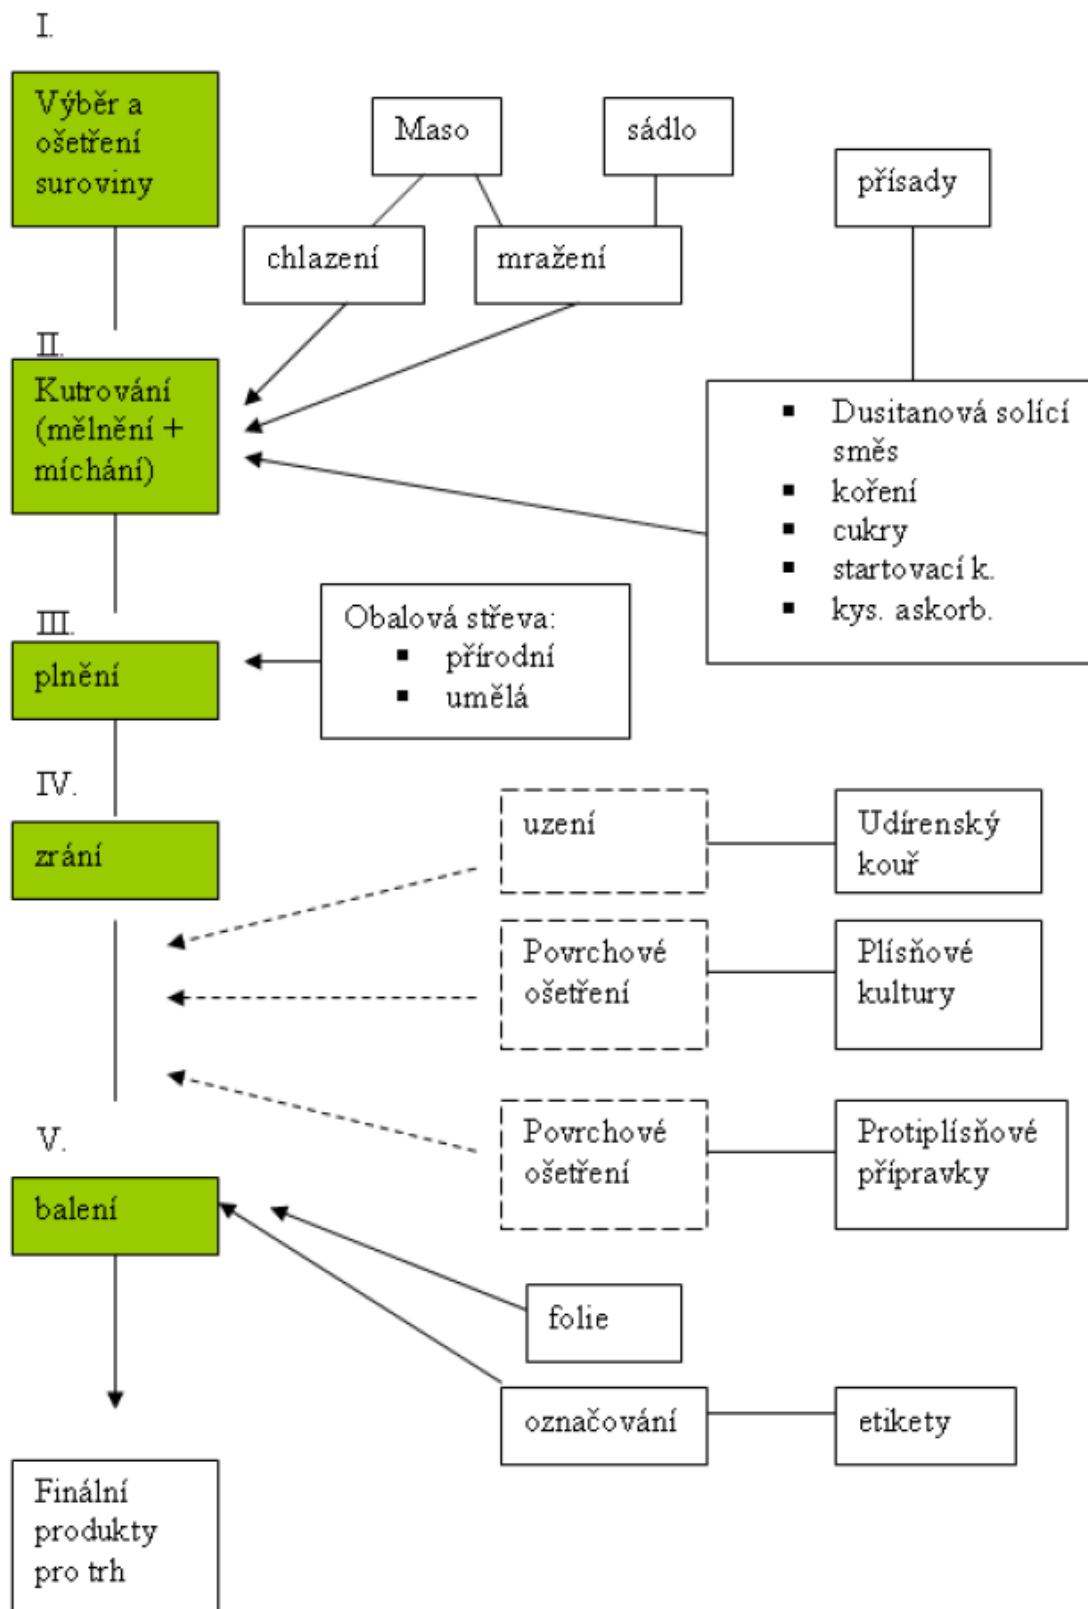 I.
Výběr a
ošetření
suroviny
Maso
sádlo
přísady
chlazení
mražení
II.
Kutrování
(mělnění +
míchání)
▪ Dusitanová solící
směs
▪ koření
▪ cukry
▪ startovací k.
▪ kys. askorb.
III.
plnění
Obalová střeva:
▪ přírodní
▪ umělá
IV.
zrání
uzení
Udírenský
kouř
Povrchové
ošetření
Plísňové
kultury
Povrchové
ošetření
Protiplísňové
přípravky
V.
balení
folie
označování
etikety
Finální
produkty
pro trh